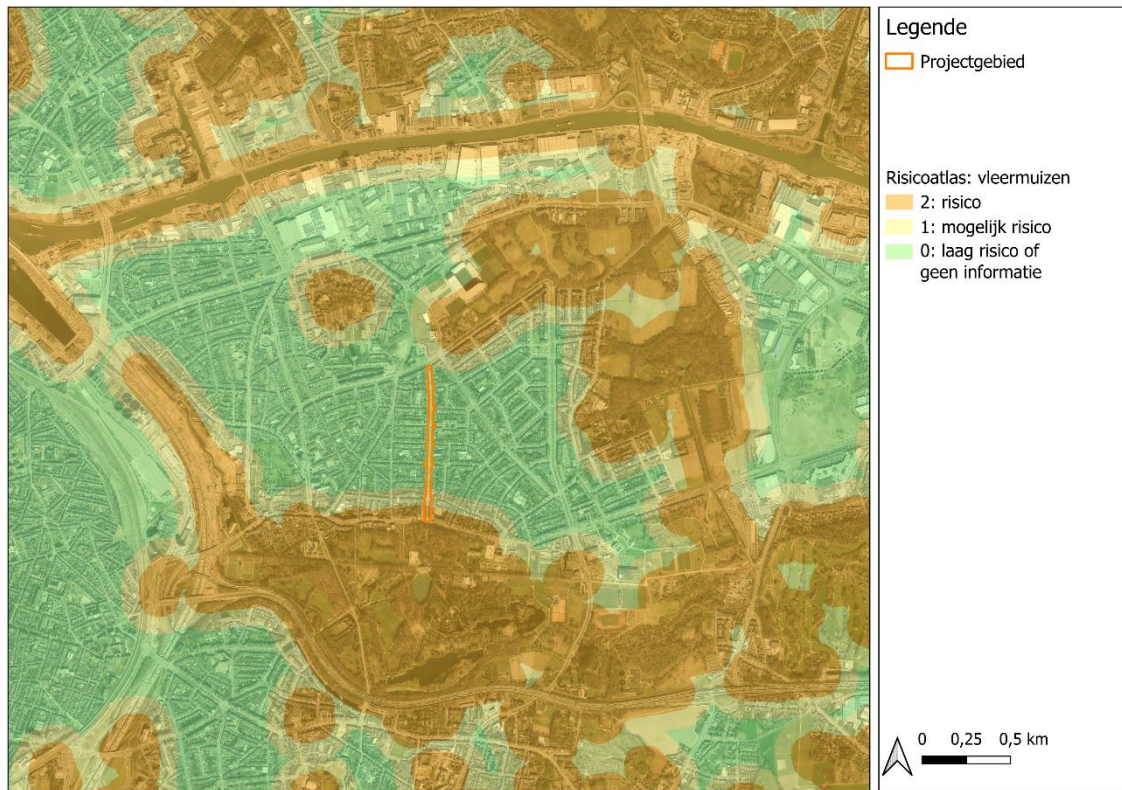 Legende
Projectgebied
Risicoatlas: vleermuizen
2: risico
1: mogelijk risico
0: laag risico of
geen informatie
0 0,25 0,5 km